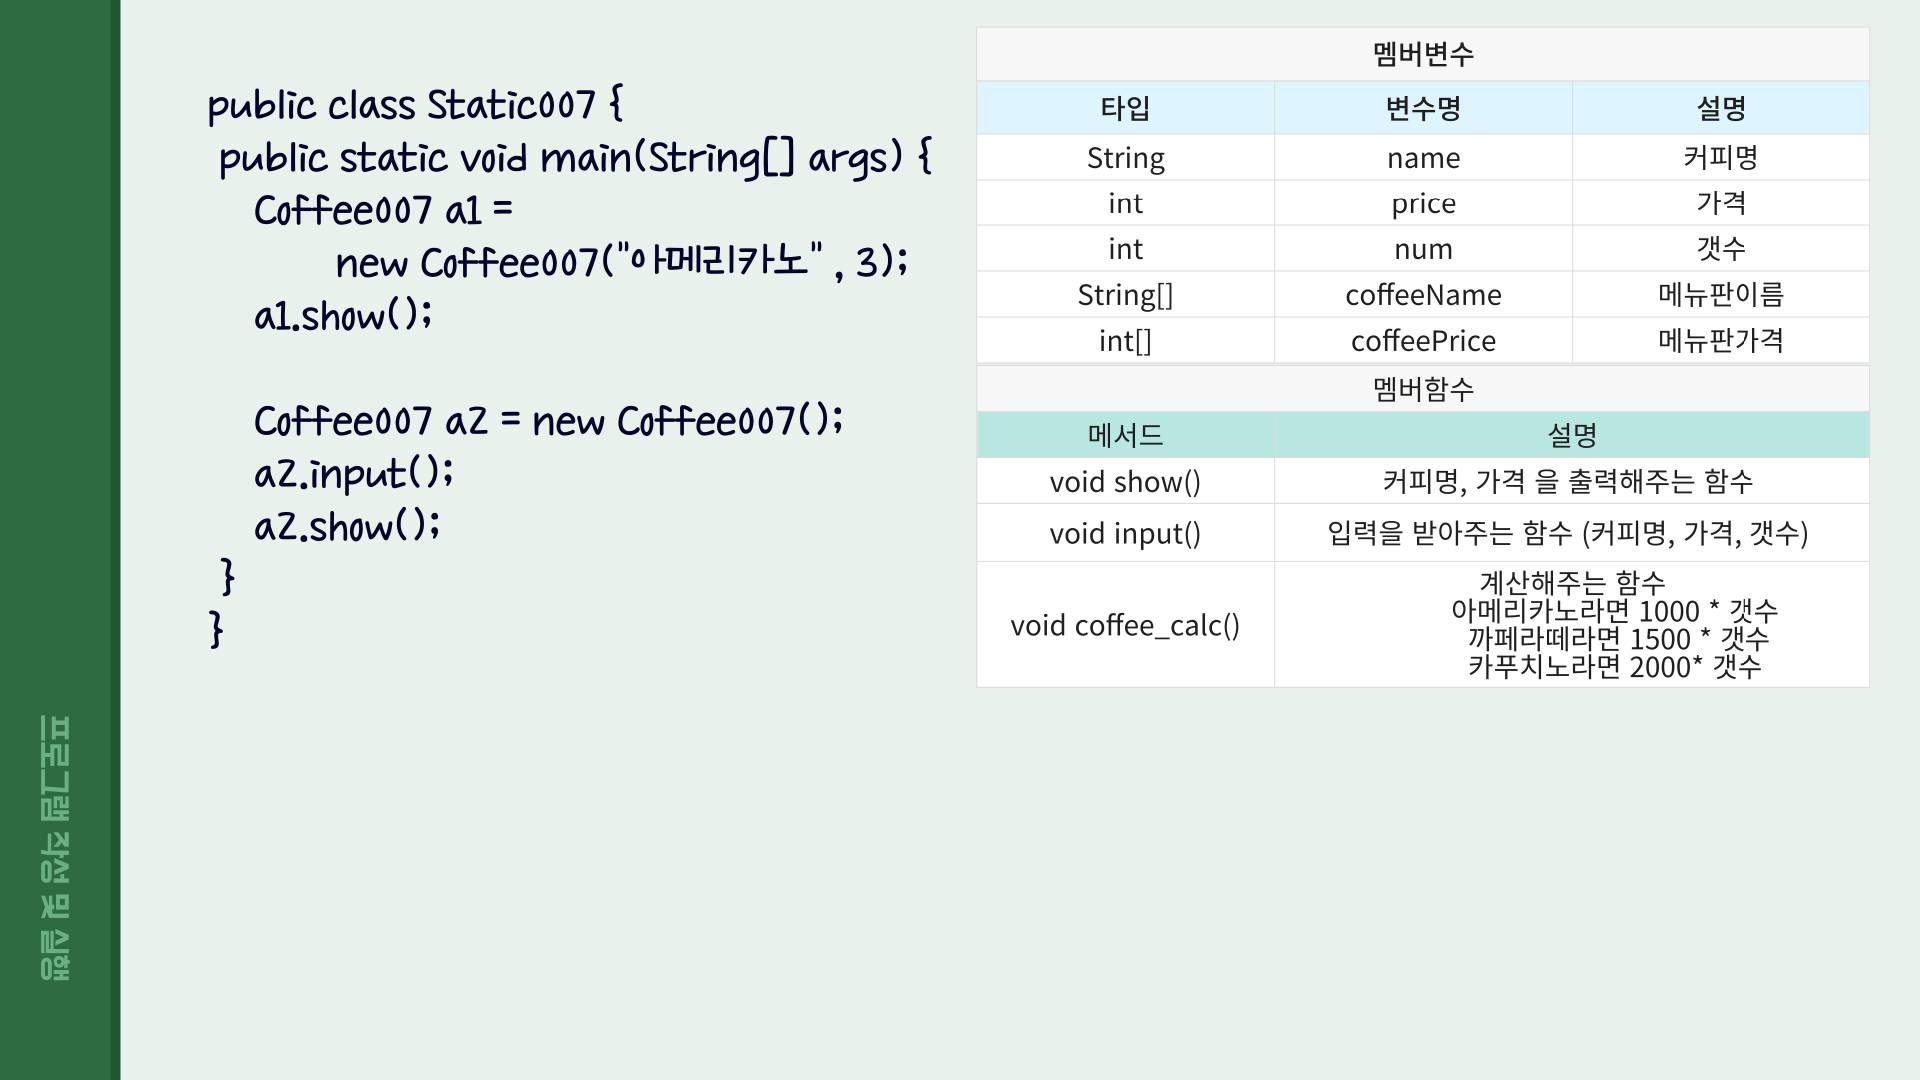 public class Static007 {
public static void main(String[] args) {
Coffee007 a1 =
new Coffee007("아메리카노" , 3);
a1.show();
Coffee007 a2 = new Coffee007();
a2.input();
a2.show();
}
}
멤버변수
타입 변수명 설명
String name 커피명
int price 가격
int num 갯수
String[] coffeeName 메뉴판이름
int[] coffeePrice 메뉴판가격
멤버함수
메서드 설명
void show() 커피명, 가격 을 출력해주는 함수
void input() 입력을 받아주는 함수 (커피명, 가격, 갯수)
void coffee_calc() 계산해주는 함수
아메리카노라면 1000 * 갯수
까페라떼라면 1500 * 갯수
카푸치노라면 2000* 갯수
프로그램 작성 및 실행